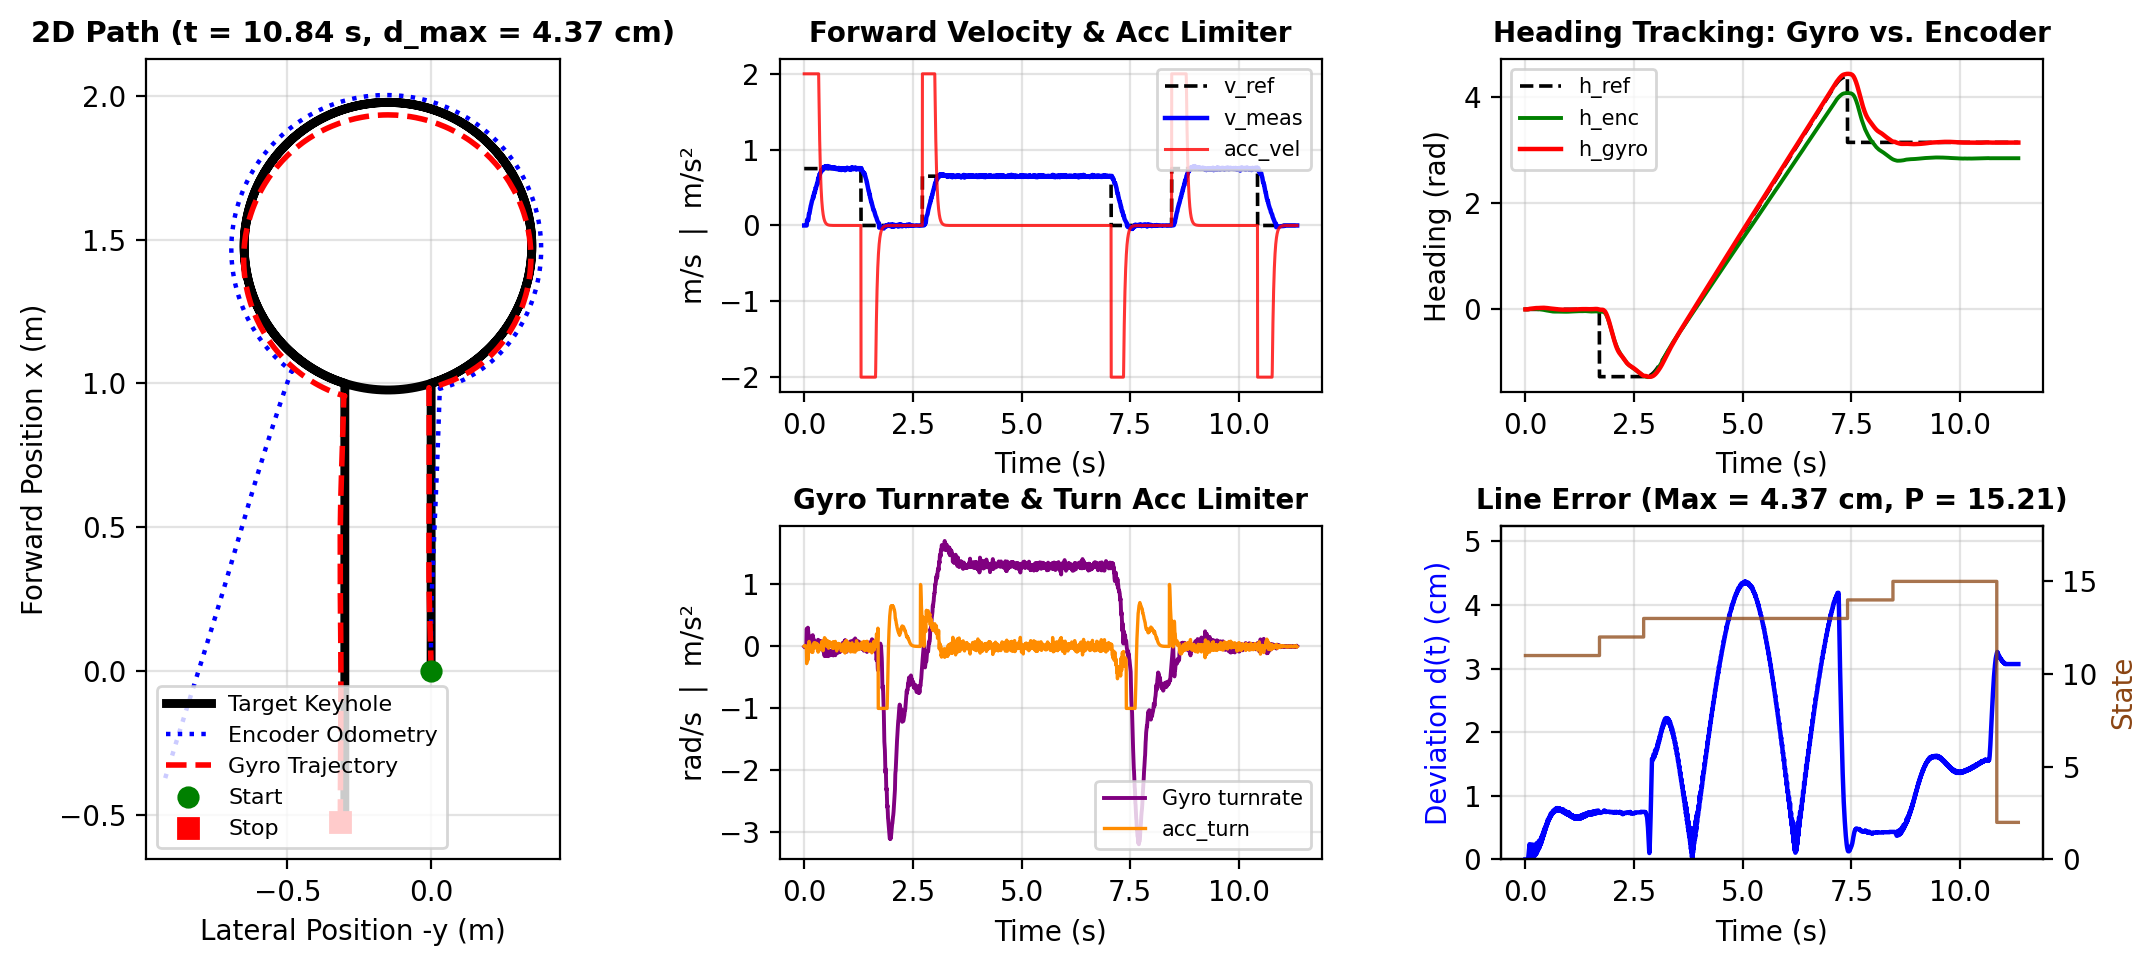 2D Path (t = 10.84 s, d_max = 4.37 cm)
Forward Position x (m)
2.0
1.5
1.0
0.5
0.0
−0.5
Target Keyhole
Encoder Odometry
Gyro Trajectory
Start
Stop
−0.5
0.0
Lateral Position -y (m)
Forward Velocity & Acc Limiter
m/s | m/s²
2
1
0
−1
−2
v_ref
v_meas
acc_vel
0.0
2.5
5.0
7.5
10.0
Time (s)
Heading Tracking: Gyro vs. Encoder
Heading (rad)
4
2
0
h_ref
h_enc
h_gyro
0.0
2.5
5.0
7.5
10.0
Time (s)
Gyro Turnrate & Turn Acc Limiter
rad/s | m/s²
1
0
−1
−2
−3
Gyro turnrate
acc_turn
0.0
2.5
5.0
7.5
10.0
Time (s)
Line Error (Max = 4.37 cm, P = 15.21)
Deviation d(t) (cm)
5
4
3
2
1
0
15
10
5
0
State
0.0
2.5
5.0
7.5
10.0
Time (s)